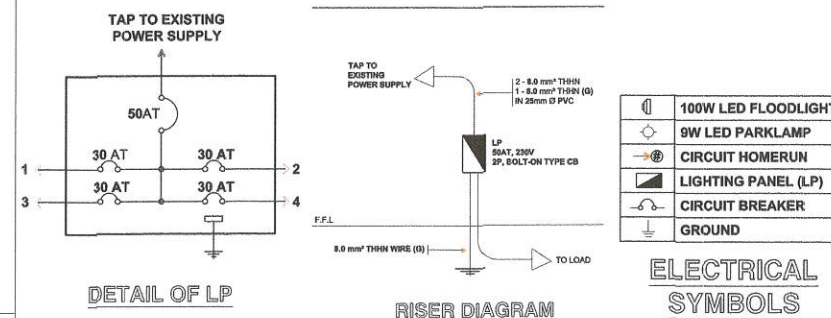 TAP TO EXISTING
POWER SUPPLY
50AT
30 AT
30 AT
1
2
30 AT
30 AT
3
4
DETAIL OF LP
TAP TO
EXISTING
POWER SUPPLY
2 - 8.0 mm² THHN
1 - 8.0 mm² THHN (G)
IN 25mm Ø PVC
LP
50AT, 230V
2P, BOLT-ON TYPE CB
F.F.L
8.0 mm² THHN WIRE (G)
TO LOAD
RISER DIAGRAM
100W LED FLOODLIGHT
9W LED PARKLAMP
# CIRCUIT HOMERUN
LIGHTING PANEL (LP)
CIRCUIT BREAKER
GROUND
ELECTRICAL
SYMBOLS